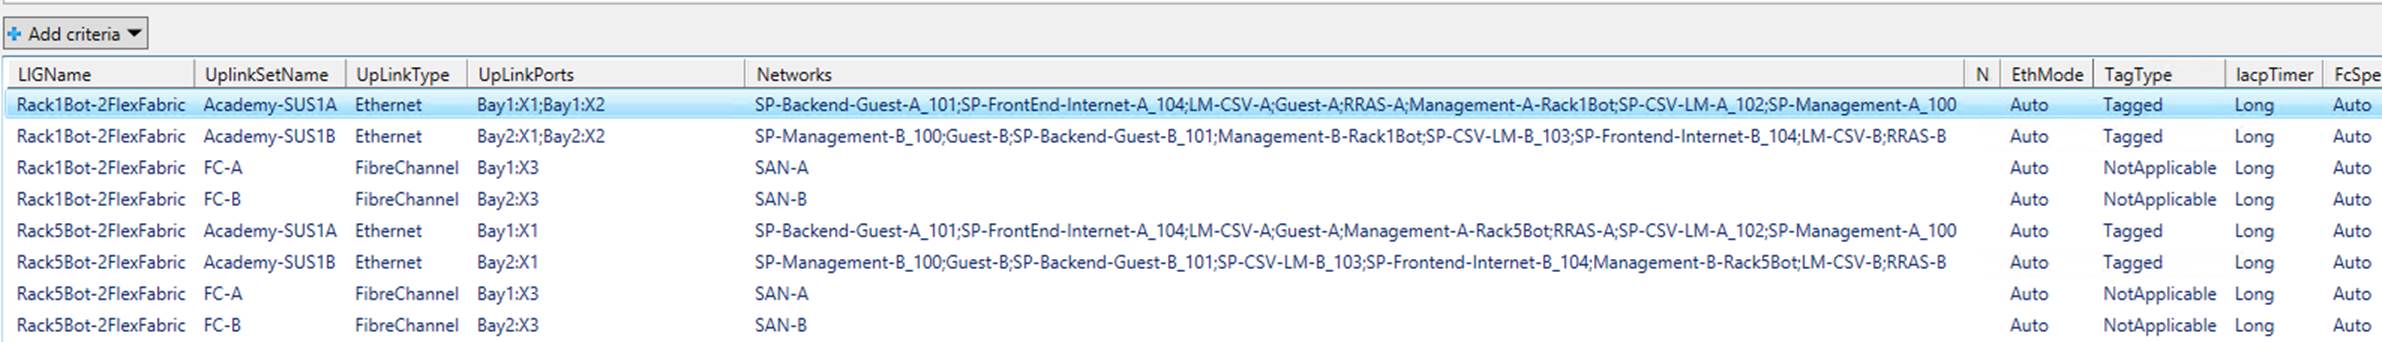 Add criteria
LIGName UplinkSetName UpLinkType UpLinkPorts Networks N EthMode TagType lacpTimer FcSpe
Rack1Bot-2FlexFabric Academy-SUS1A Ethernet Bay1:X1;Bay1:X2 SP-Backend-Guest-A_101;SP-FrontEnd-Internet-A_104;LM-CSV-A;Guest-A;RRAS-A;Management-A-Rack1Bot;SP-CSV-LM-A_102;SP-Management-A_100 Auto Tagged Long Auto
Rack1Bot-2FlexFabric Academy-SUS1B Ethernet Bay2:X1;Bay2:X2 SP-Management-B_100;Guest-B;SP-Backend-Guest-B_101;Management-B-Rack1Bot;SP-CSV-LM-B_103;SP-Frontend-Internet-B_104;LM-CSV-B;RRAS-B Auto Tagged Long Auto
Rack1Bot-2FlexFabric FC-A FibreChannel Bay1:X3 SAN-A Auto NotApplicable Long Auto
Rack1Bot-2FlexFabric FC-B FibreChannel Bay2:X3 SAN-B Auto NotApplicable Long Auto
Rack5Bot-2FlexFabric Academy-SUS1A Ethernet Bay1:X1 SP-Backend-Guest-A_101;SP-FrontEnd-Internet-A_104;LM-CSV-A;Guest-A;Management-A-Rack5Bot;RRAS-A;SP-CSV-LM-A_102;SP-Management-A_100 Auto Tagged Long Auto
Rack5Bot-2FlexFabric Academy-SUS1B Ethernet Bay2:X1 SP-Management-B_100;Guest-B;SP-Backend-Guest-B_101;SP-CSV-LM-B_103;SP-Frontend-Internet-B_104;Management-B-Rack5Bot;LM-CSV-B;RRAS-B Auto Tagged Long Auto
Rack5Bot-2FlexFabric FC-A FibreChannel Bay1:X3 SAN-A Auto NotApplicable Long Auto
Rack5Bot-2FlexFabric FC-B FibreChannel Bay2:X3 SAN-B Auto NotApplicable Long Auto